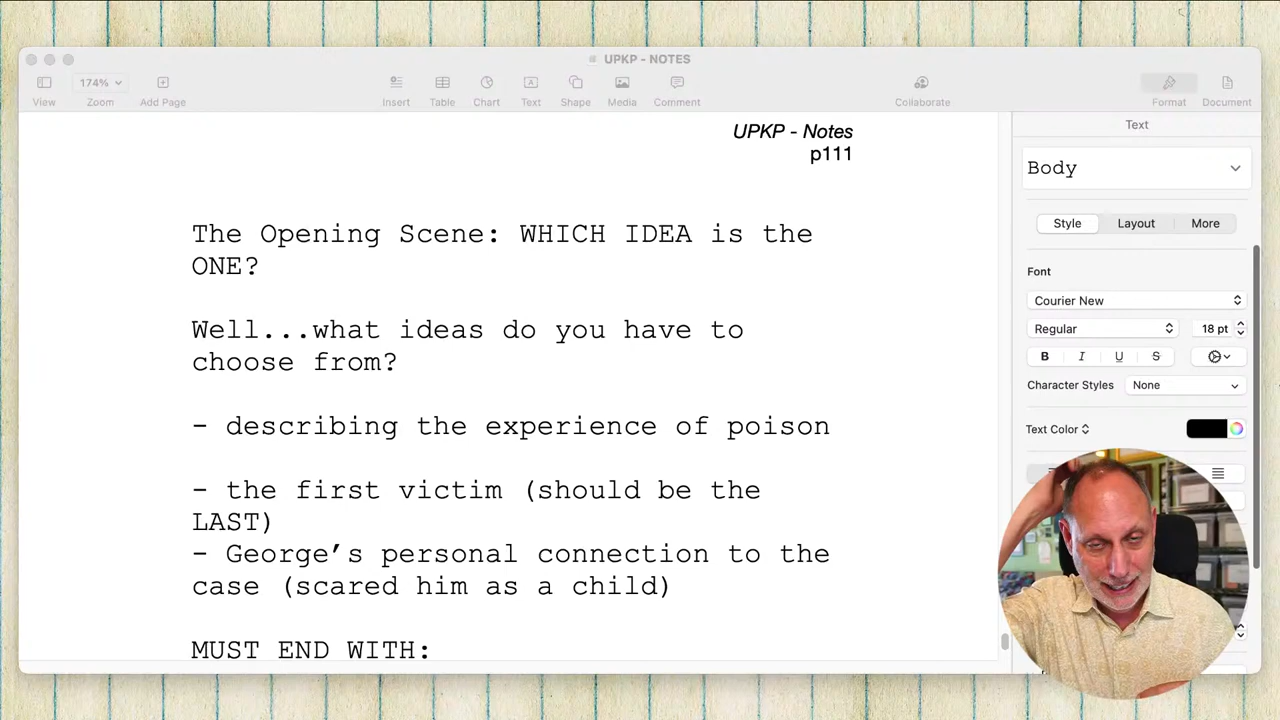 UPKP - NOTES
174%
View
Zoom
Add Page
Insert
Table
Chart
Text
Shape
Media
Comment
Collaborate
Format
Document
UPKP - Notes
p111
The Opening Scene: WHICH IDEA is the
ONE?
Well...what ideas do you have to
choose from?
- describing the experience of poison
- the first victim (should be the
LAST)
- George’s personal connection to the
case (scared him as a child)
MUST END WITH:
Text
Body
Style
Layout
More
Font
Courier New
Regular
18 pt
B
I
U
S
Character Styles
None
Text Color